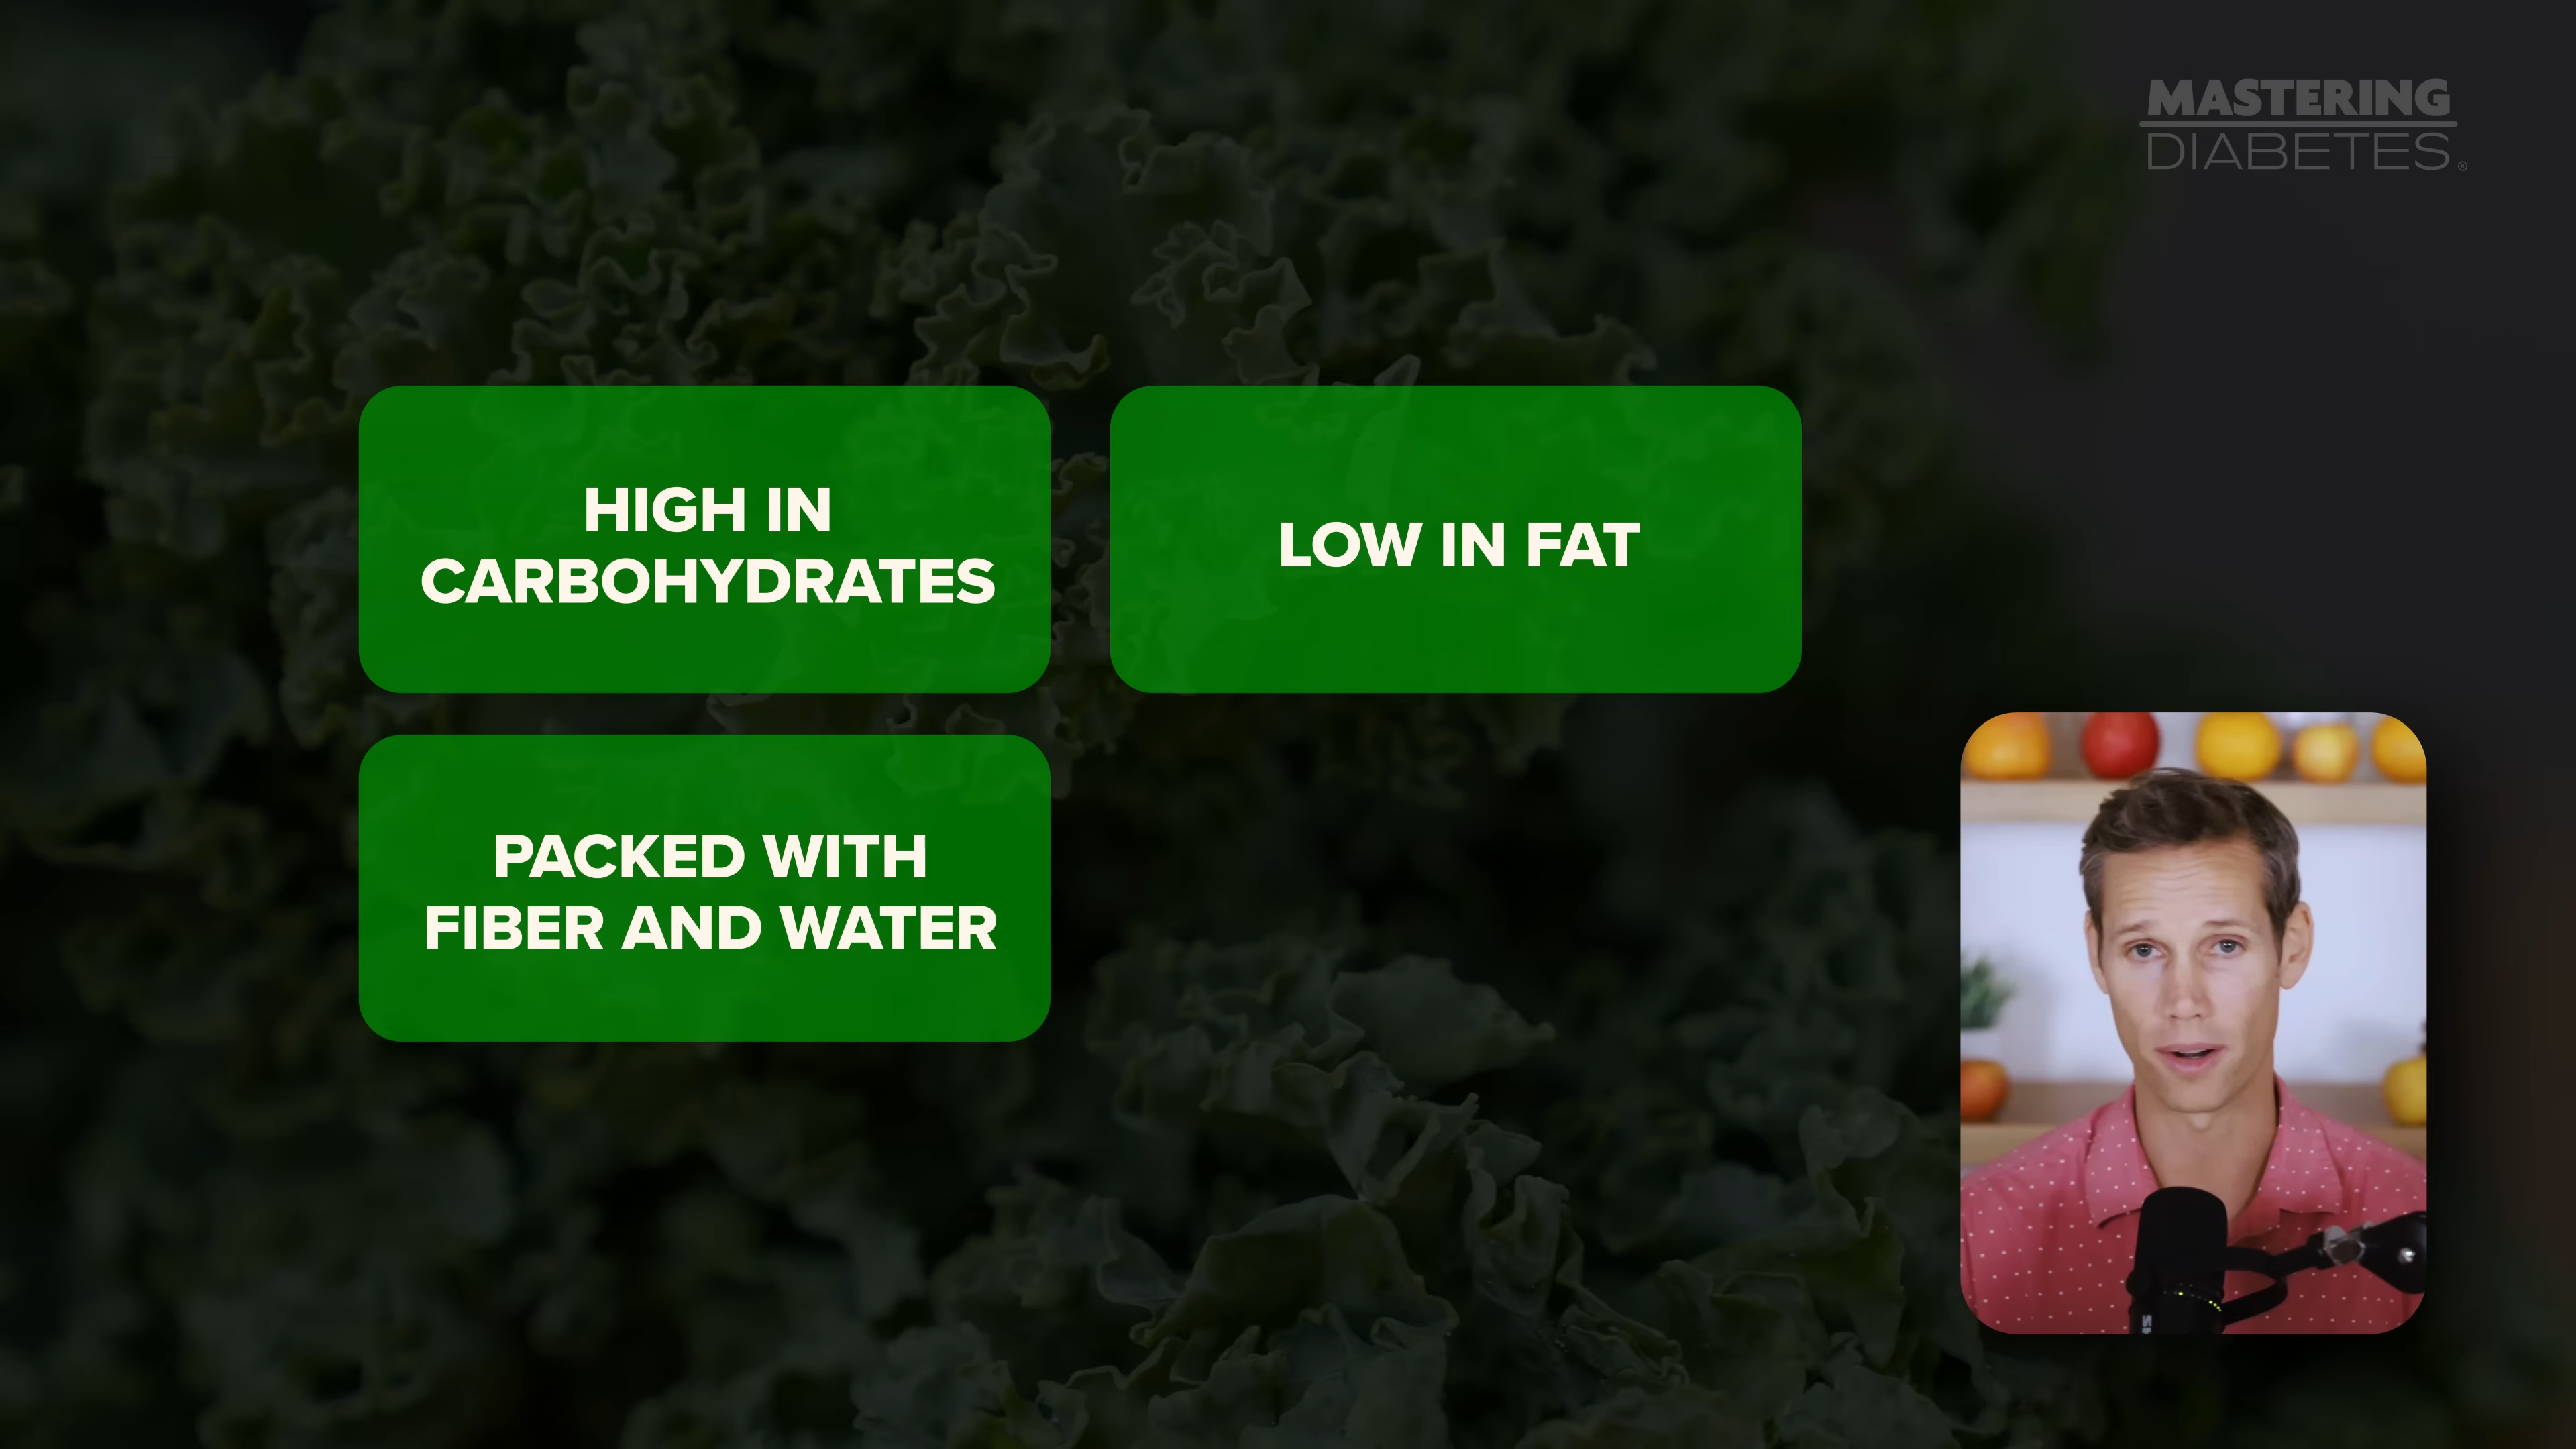 MASTERING
DIABETES®
HIGH IN
CARBOHYDRATES
LOW IN FAT
PACKED WITH
FIBER AND WATER